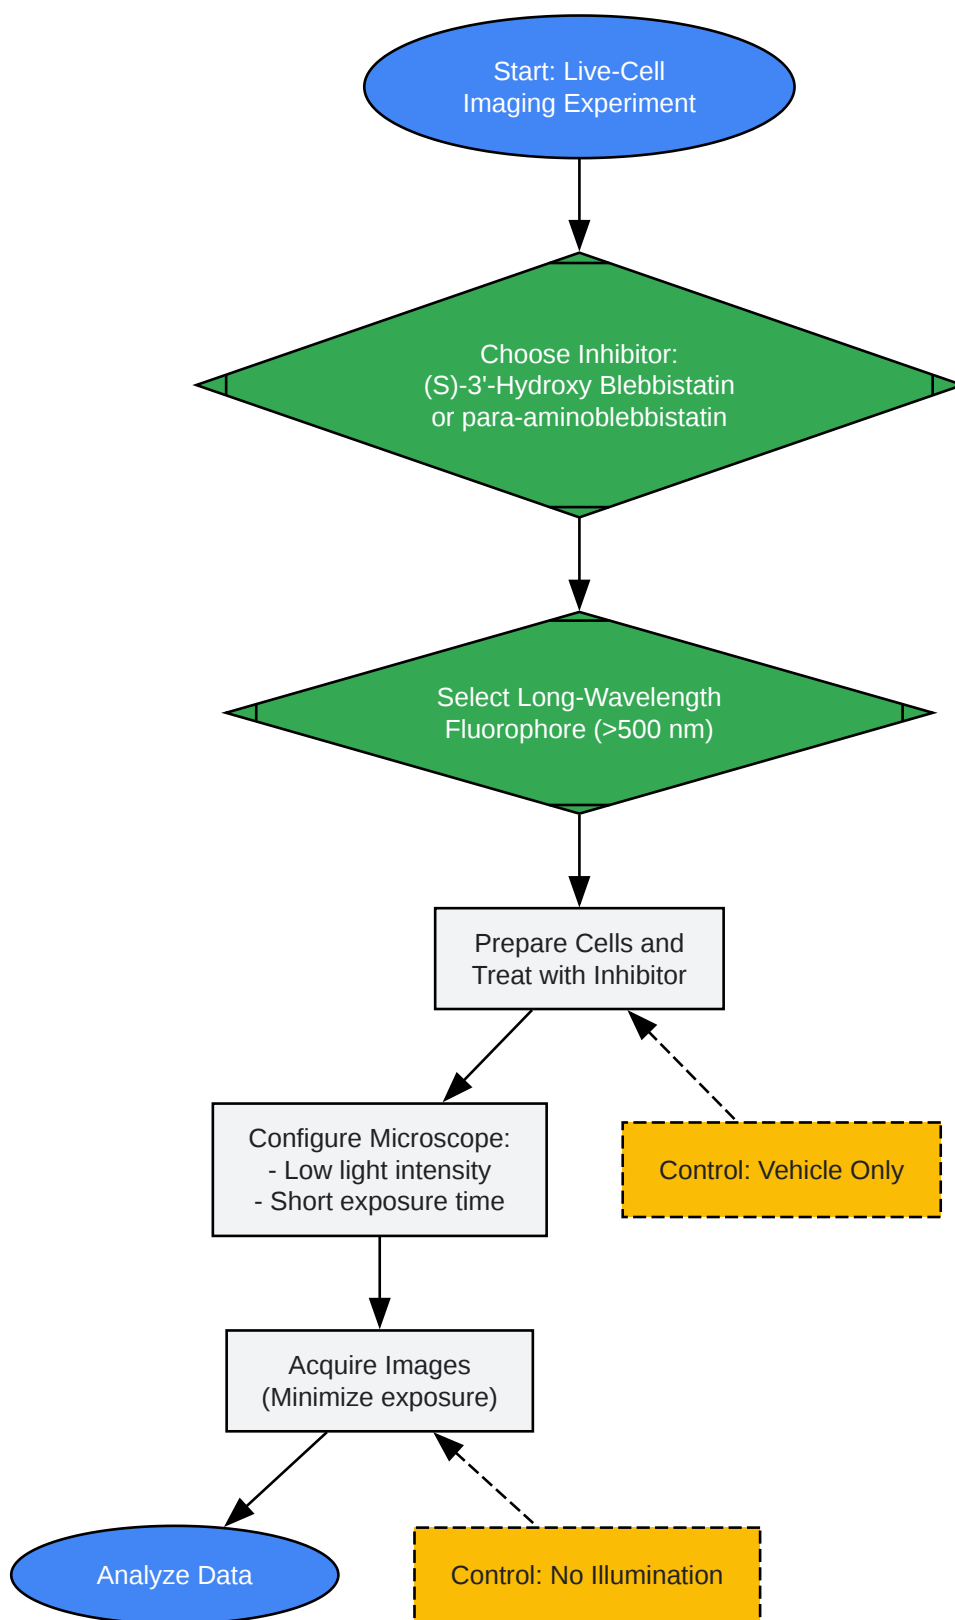 Start: Live-Cell
Imaging Experiment
Choose Inhibitor:
(S)-3'-Hydroxy Blebbistatin
or para-aminoblebbistatin
Select Long-Wavelength
Fluorophore (>500 nm)
Prepare Cells and
Treat with Inhibitor
Configure Microscope:
- Low light intensity
- Short exposure time
Control: Vehicle Only
Acquire Images
(Minimize exposure)
Analyze Data
Control: No Illumination